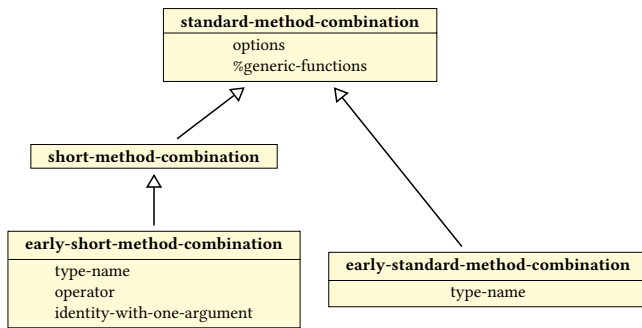 standard-method-combination
options
%generic-functions
short-method-combination
early-short-method-combination
type-name
operator
identity-with-one-argument
early-standard-method-combination
type-name